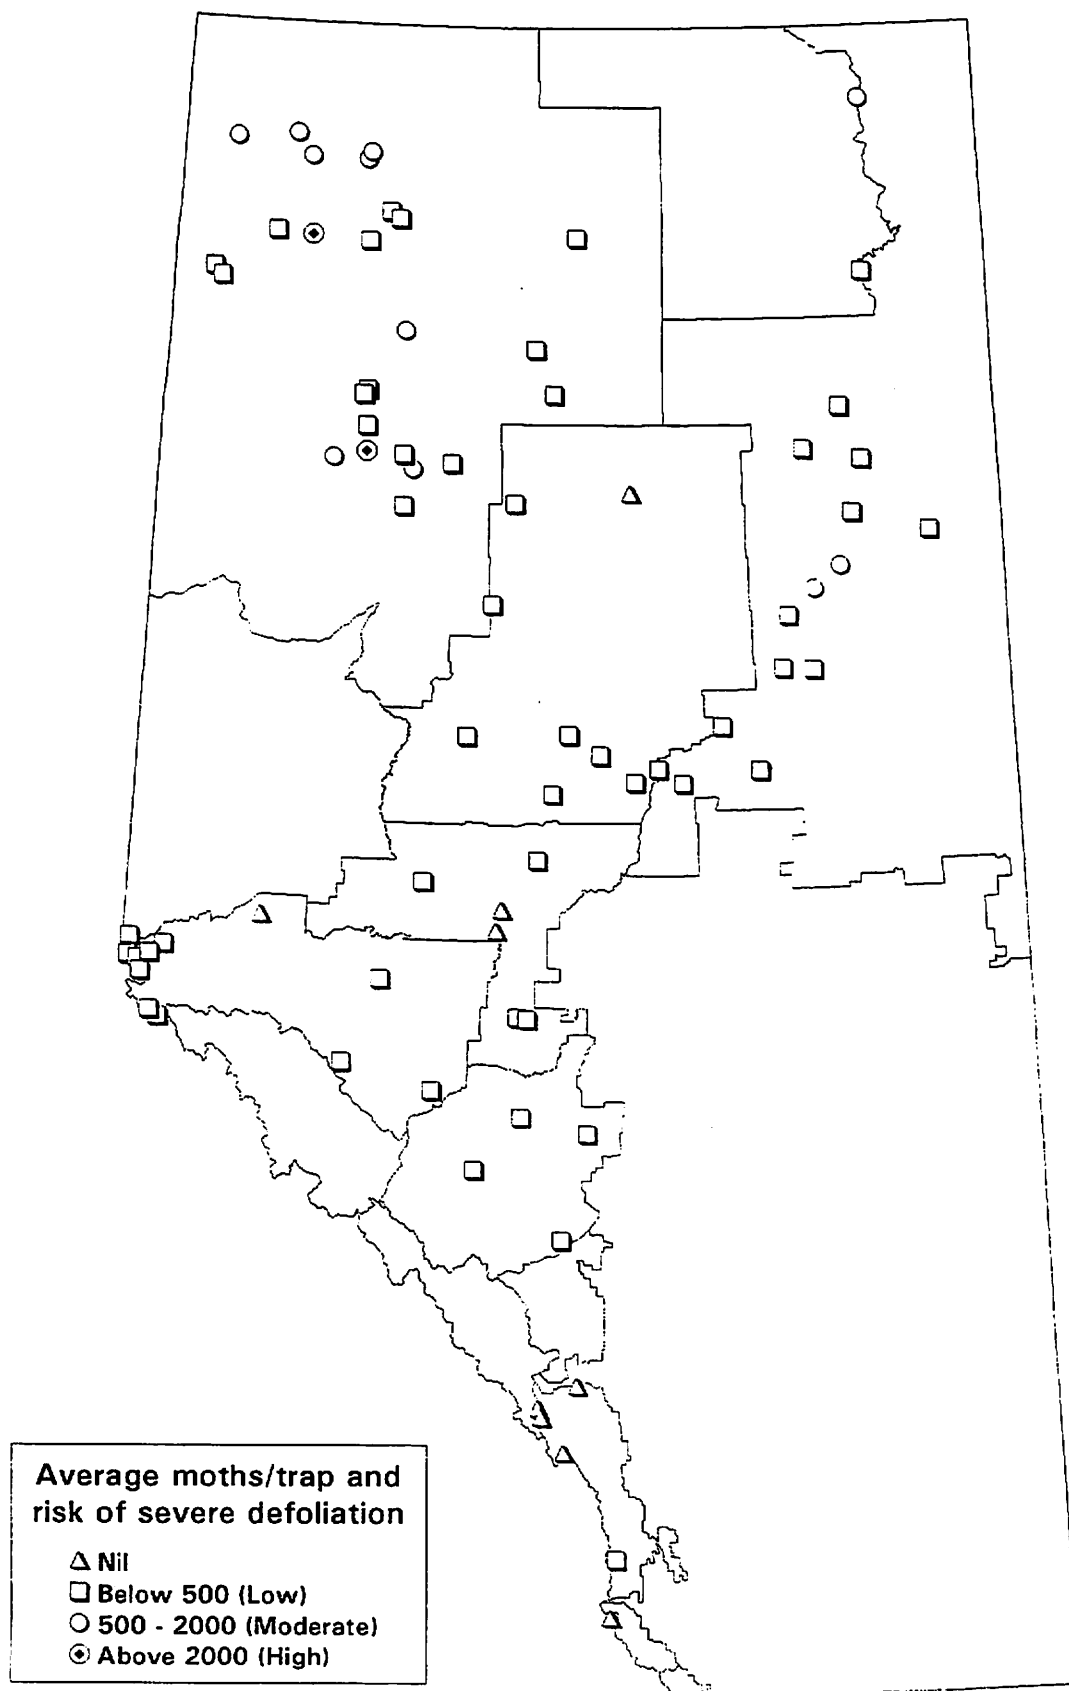 Average moths/trap and
risk of severe defoliation
Nil
Below 500 (Low)
500 - 2000 (Moderate)
Above 2000 (High)